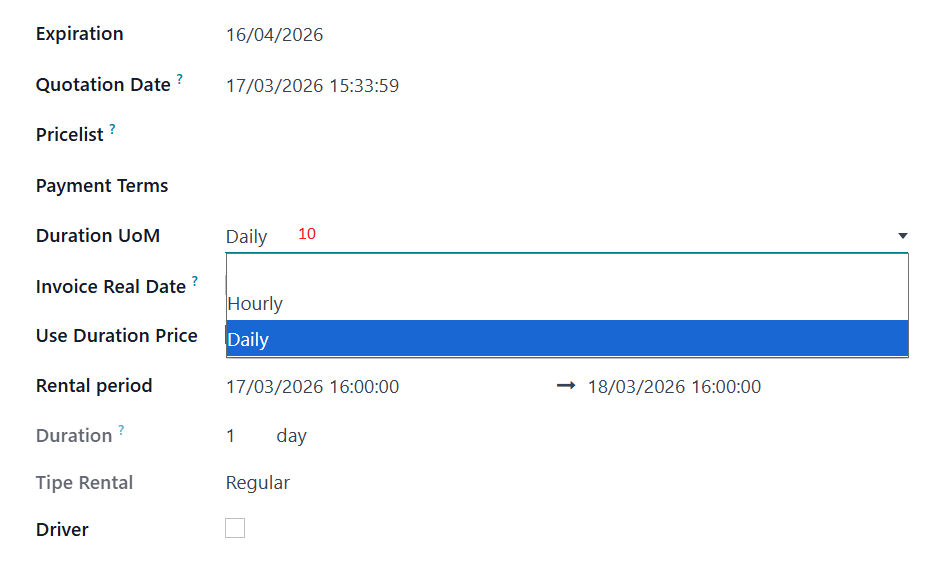 Expiration 16/04/2026
Quotation Date ? 17/03/2026 15:33:59
Pricelist ?
Payment Terms
Duration UoM Daily 10
Invoice Real Date ?
Hourly
Use Duration Price Daily
Rental period 17/03/2026 16:00:00 → 18/03/2026 16:00:00
Duration ? 1 day
Tipe Rental Regular
Driver